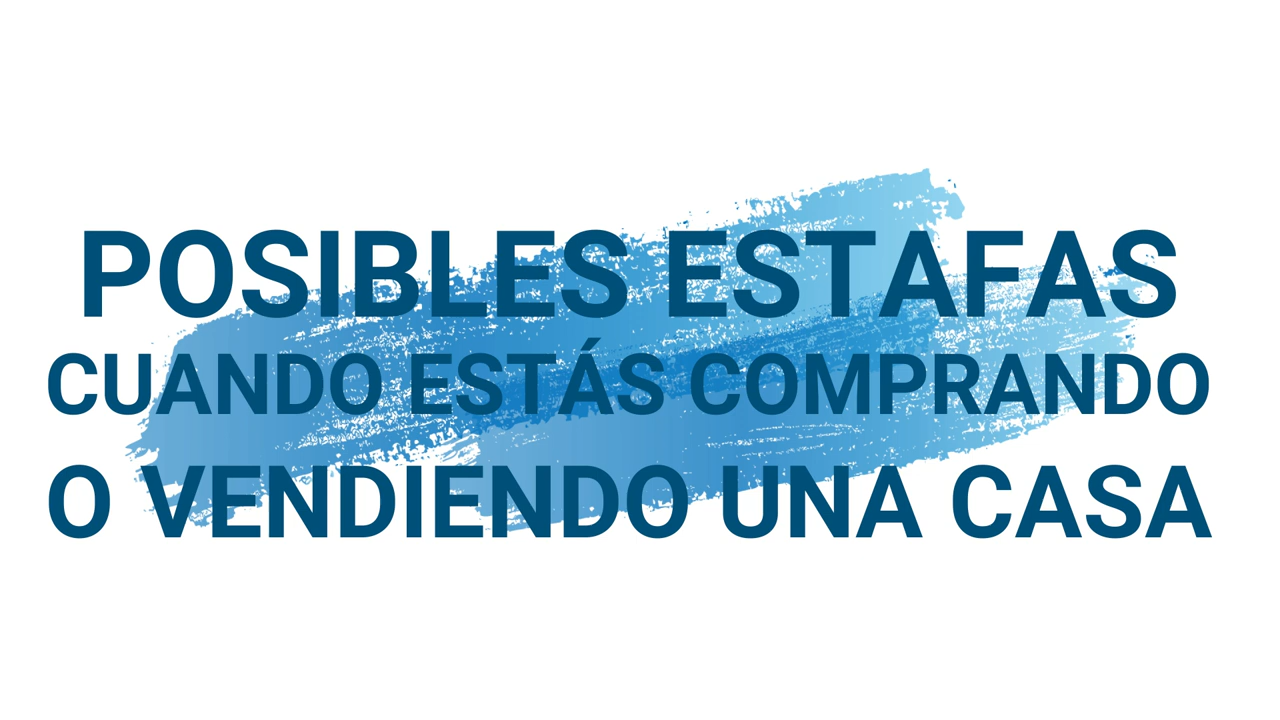 POSIBLES ESTAFAS
CUANDO ESTÁS COMPRANDO
O VENDIENDO UNA CASA